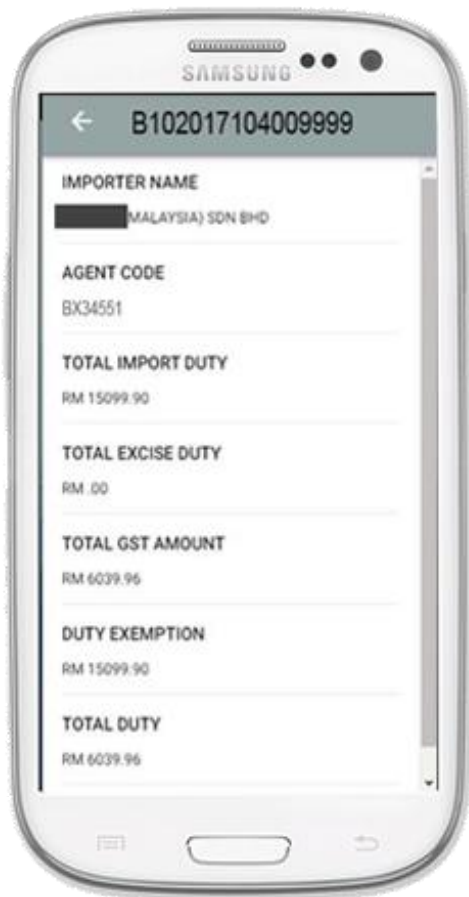 SAMSUNG
B102017104009999
IMPORTER NAME
MALAYSIA) SDN BHD
AGENT CODE
BX34551
TOTAL IMPORT DUTY
RM 15099.90
TOTAL EXCISE DUTY
RM .00
TOTAL GST AMOUNT
RM 6039.96
DUTY EXEMPTION
RM 15099.90
TOTAL DUTY
RM 6039.96